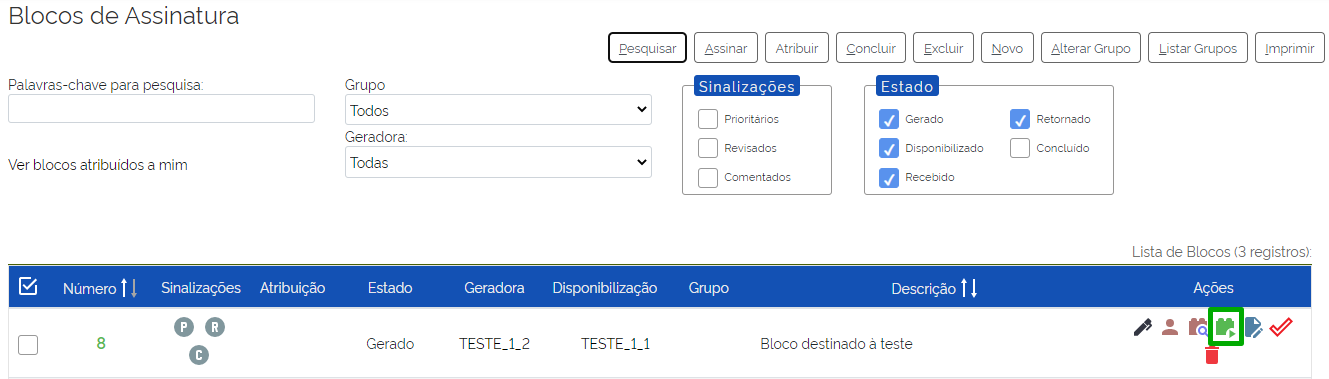 Blocos de Assinatura
Pesquisar Assinar Atribuir Concluir Excluir Novo Alterar Grupo Listar Grupos Imprimir
Palavras-chave para pesquisa:
Grupo
Todos
Geradora:
Todas
Ver blocos atribuídos a mim
Sinalizações
Prioritários
Revisados
Comentados
Estado
Gerado
Retornado
Disponibilizado
Concluído
Recebido
Lista de Blocos (3 registros):
Número Sinalizações Atribuição Estado Geradora Disponibilização Grupo Descrição Ações
P R
8 Gerado TESTE_1_2 TESTE_1_1 Bloco destinado à teste
C